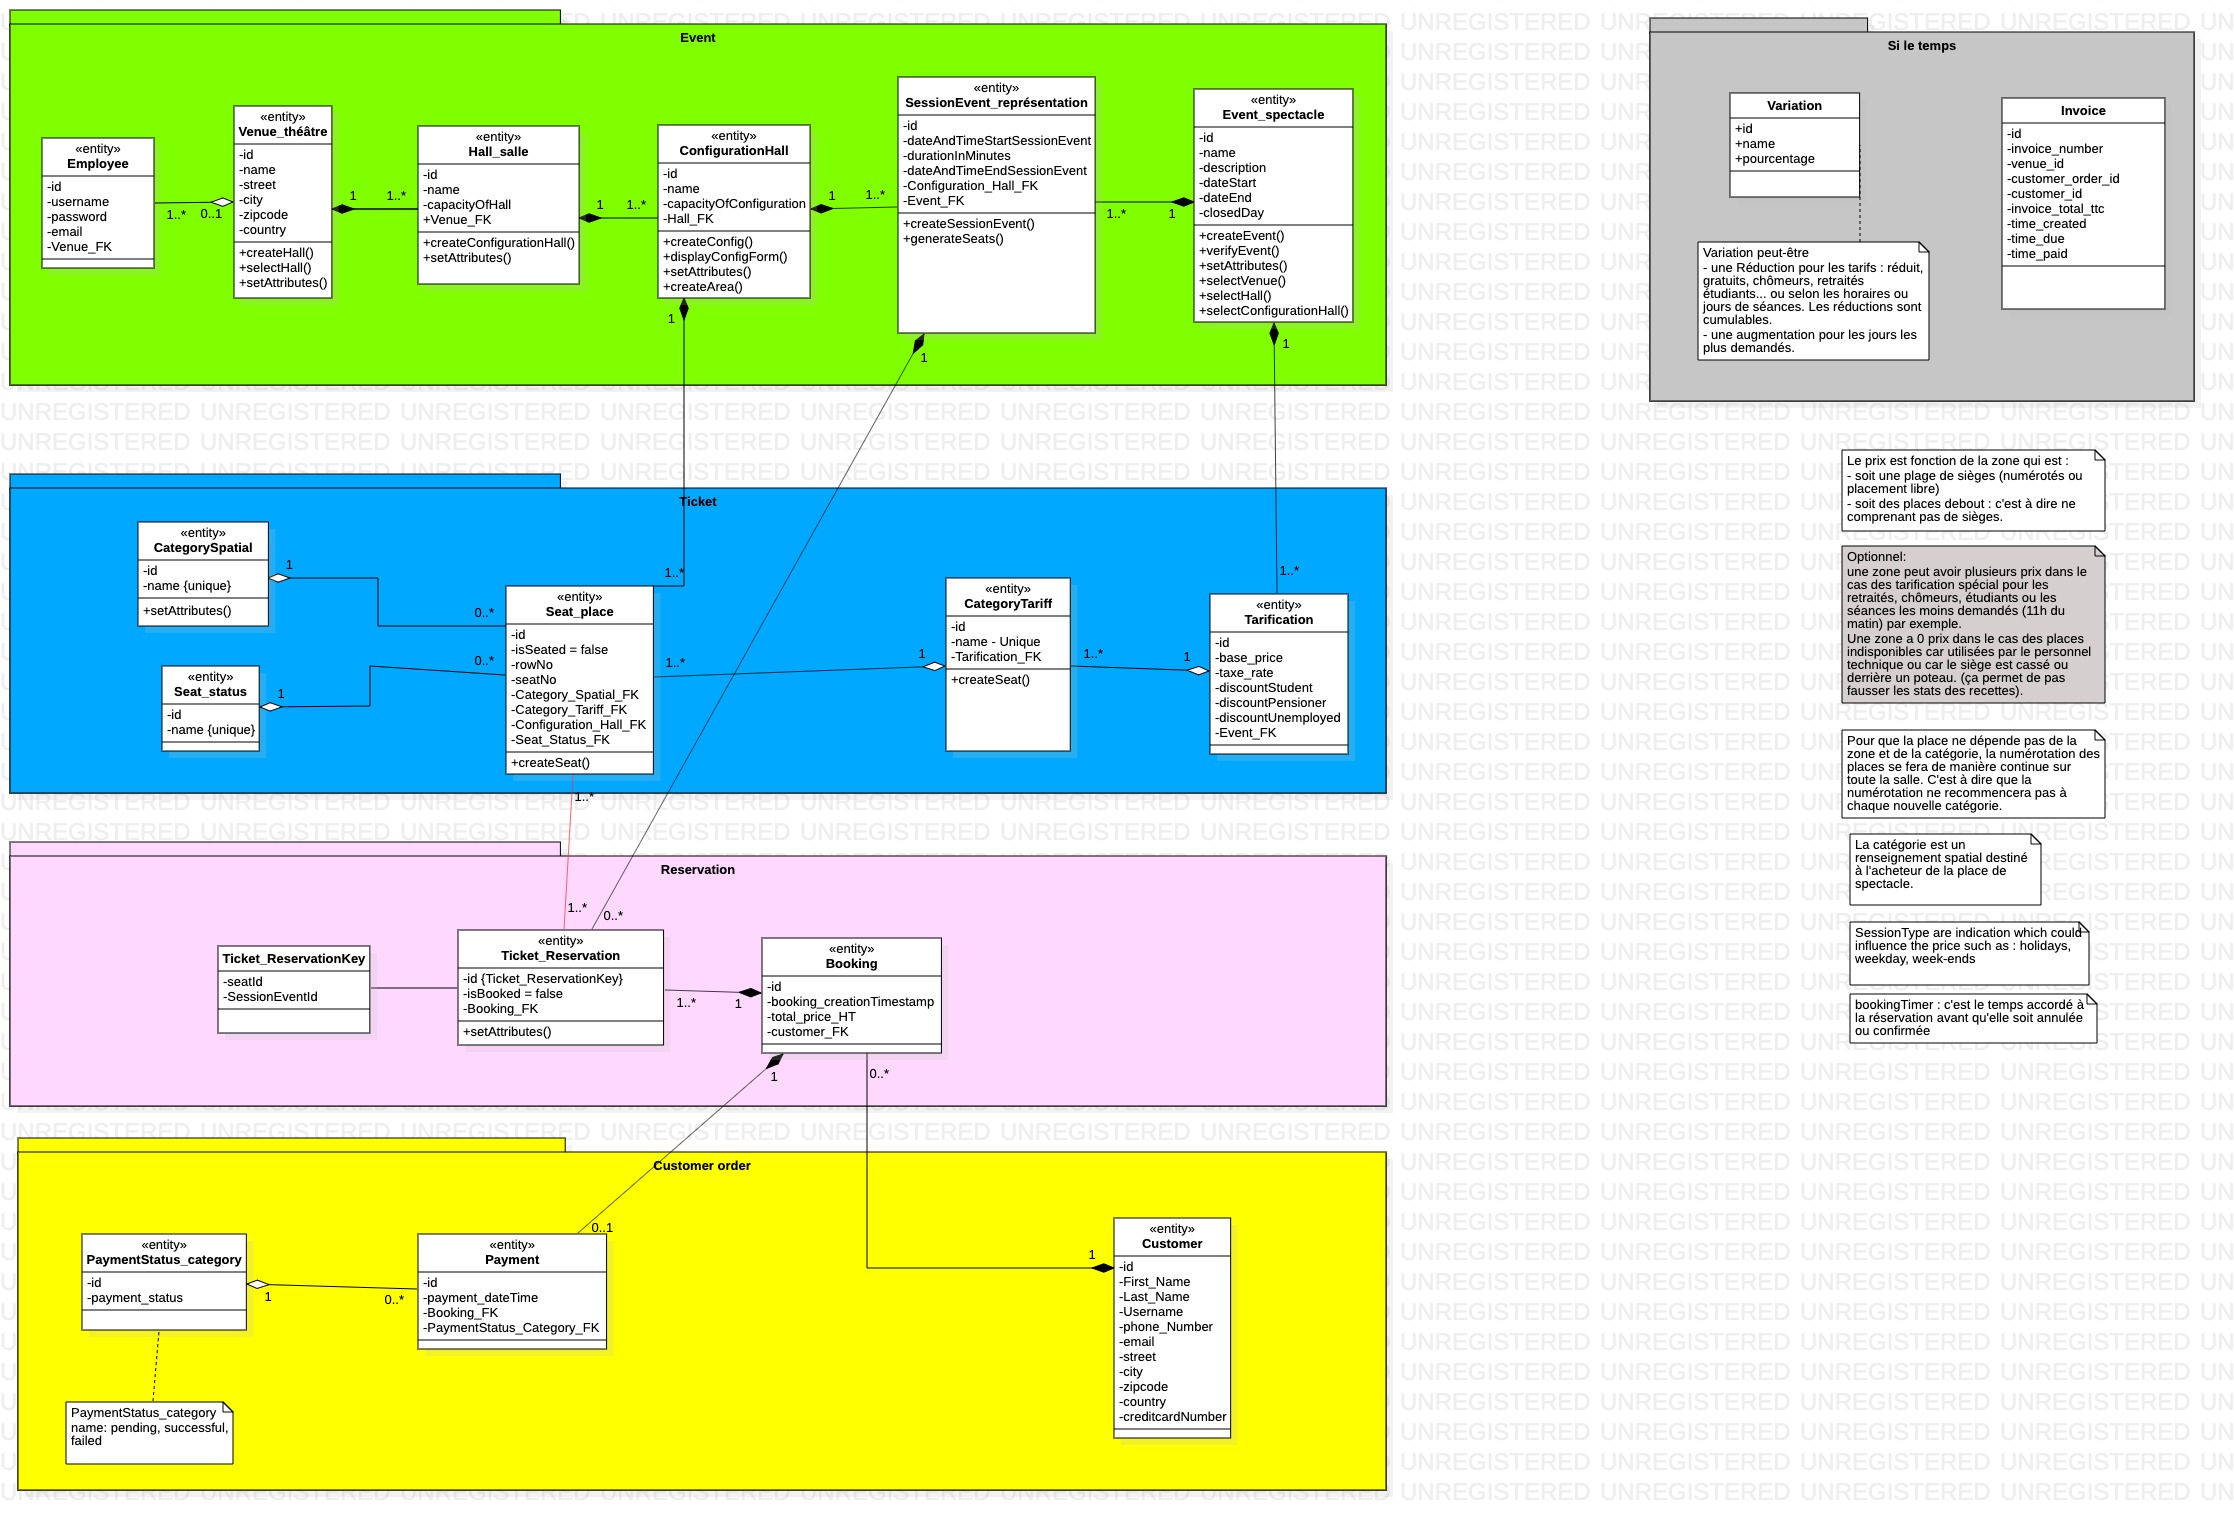 Event
«entity»
Employee
-id
-username
-password
-email
-Venue_FK
1..*
0..1
«entity»
Venue_théâtre
-id
-name
-street
-city
-zipcode
-country
+createHall()
+selectHall()
+setAttributes()
1
1..*
«entity»
Hall_salle
-id
-name
-capacityOfHall
+Venue_FK
+createConfigurationHall()
+setAttributes()
1
1..*
«entity»
ConfigurationHall
-id
-name
-capacityOfConfiguration
-Hall_FK
+createConfig()
+displayConfigForm()
+setAttributes()
+createArea()
1
1
1..*
«entity»
SessionEvent_représentation
-id
-dateAndTimeStartSessionEvent
-durationInMinutes
-dateAndTimeEndSessionEvent
-Configuration_Hall_FK
-Event_FK
+createSessionEvent()
+generateSeats()
1
1..*
1
«entity»
Event_spectacle
-id
-name
-description
-dateStart
-dateEnd
-closedDay
+createEvent()
+verifyEvent()
+setAttributes()
+selectVenue()
+selectHall()
+selectConfigurationHall()
1
Si le temps
Variation
+id
+name
+pourcentage
Variation peut-être
- une Réduction pour les tarifs : réduit,
gratuits, chômeurs, retraités
étudiants... ou selon les horaires ou
jours de séances. Les réductions sont
cumulables.
- une augmentation pour les jours les
plus demandés.
Invoice
-id
-invoice_number
-venue_id
-customer_order_id
-customer_id
-invoice_total_ttc
-time_created
-time_due
-time_paid
Ticket
«entity»
CategorySpatial
-id
-name {unique}
+setAttributes()
1
0..*
«entity»
Seat_status
-id
-name {unique}
1
0..*
1..*
«entity»
Seat_place
-id
-isSeated = false
-rowNo
-seatNo
-Category_Spatial_FK
-Category_Tariff_FK
-Configuration_Hall_FK
-Seat_Status_FK
+createSeat()
1..*
1..*
1
«entity»
CategoryTariff
-id
-name - Unique
-Tarification_FK
+createSeat()
1..*
1
1..*
«entity»
Tarification
-id
-base_price
-taxe_rate
-discountStudent
-discountPensioner
-discountUnemployed
-Event_FK
Le prix est fonction de la zone qui est :
- soit une plage de sièges (numérotés ou
placement libre)
- soit des places debout : c'est à dire ne
comprenant pas de sièges.
Optionnel:
une zone peut avoir plusieurs prix dans le
cas des tarification spécial pour les
retraités, chômeurs, étudiants ou les
séances les moins demandés (11h du
matin) par exemple.
Une zone a 0 prix dans le cas des places
indisponibles car utilisées par le personnel
technique ou car le siège est cassé ou
derrière un poteau. (ça permet de pas
fausser les stats des recettes).
Pour que la place ne dépende pas de la
zone et de la catégorie, la numérotation des
places se fera de manière continue sur
toute la salle. C'est à dire que la
numérotation ne recommencera pas à
chaque nouvelle catégorie.
La catégorie est un
renseignement spatial destiné
à l'acheteur de la place de
spectacle.
SessionType are indication which could
influence the price such as : holidays,
weekday, week-ends
bookingTimer : c'est le temps accordé à
la réservation avant qu'elle soit annulée
ou confirmée
Reservation
1..*
0..*
Ticket_ReservationKey
-seatId
-SessionEventId
«entity»
Ticket_Reservation
-id {Ticket_ReservationKey}
-isBooked = false
-Booking_FK
+setAttributes()
1..*
1
«entity»
Booking
-id
-booking_creationTimestamp
-total_price_HT
-customer_FK
1
0..*
Customer order
«entity»
PaymentStatus_category
-id
-payment_status
1
0..*
0..1
«entity»
Payment
-id
-payment_dateTime
-Booking_FK
-PaymentStatus_Category_FK
PaymentStatus_category
name: pending, successful,
failed
1
«entity»
Customer
-id
-First_Name
-Last_Name
-Username
-phone_Number
-email
-street
-city
-zipcode
-country
-creditcardNumber
UNREGISTERED